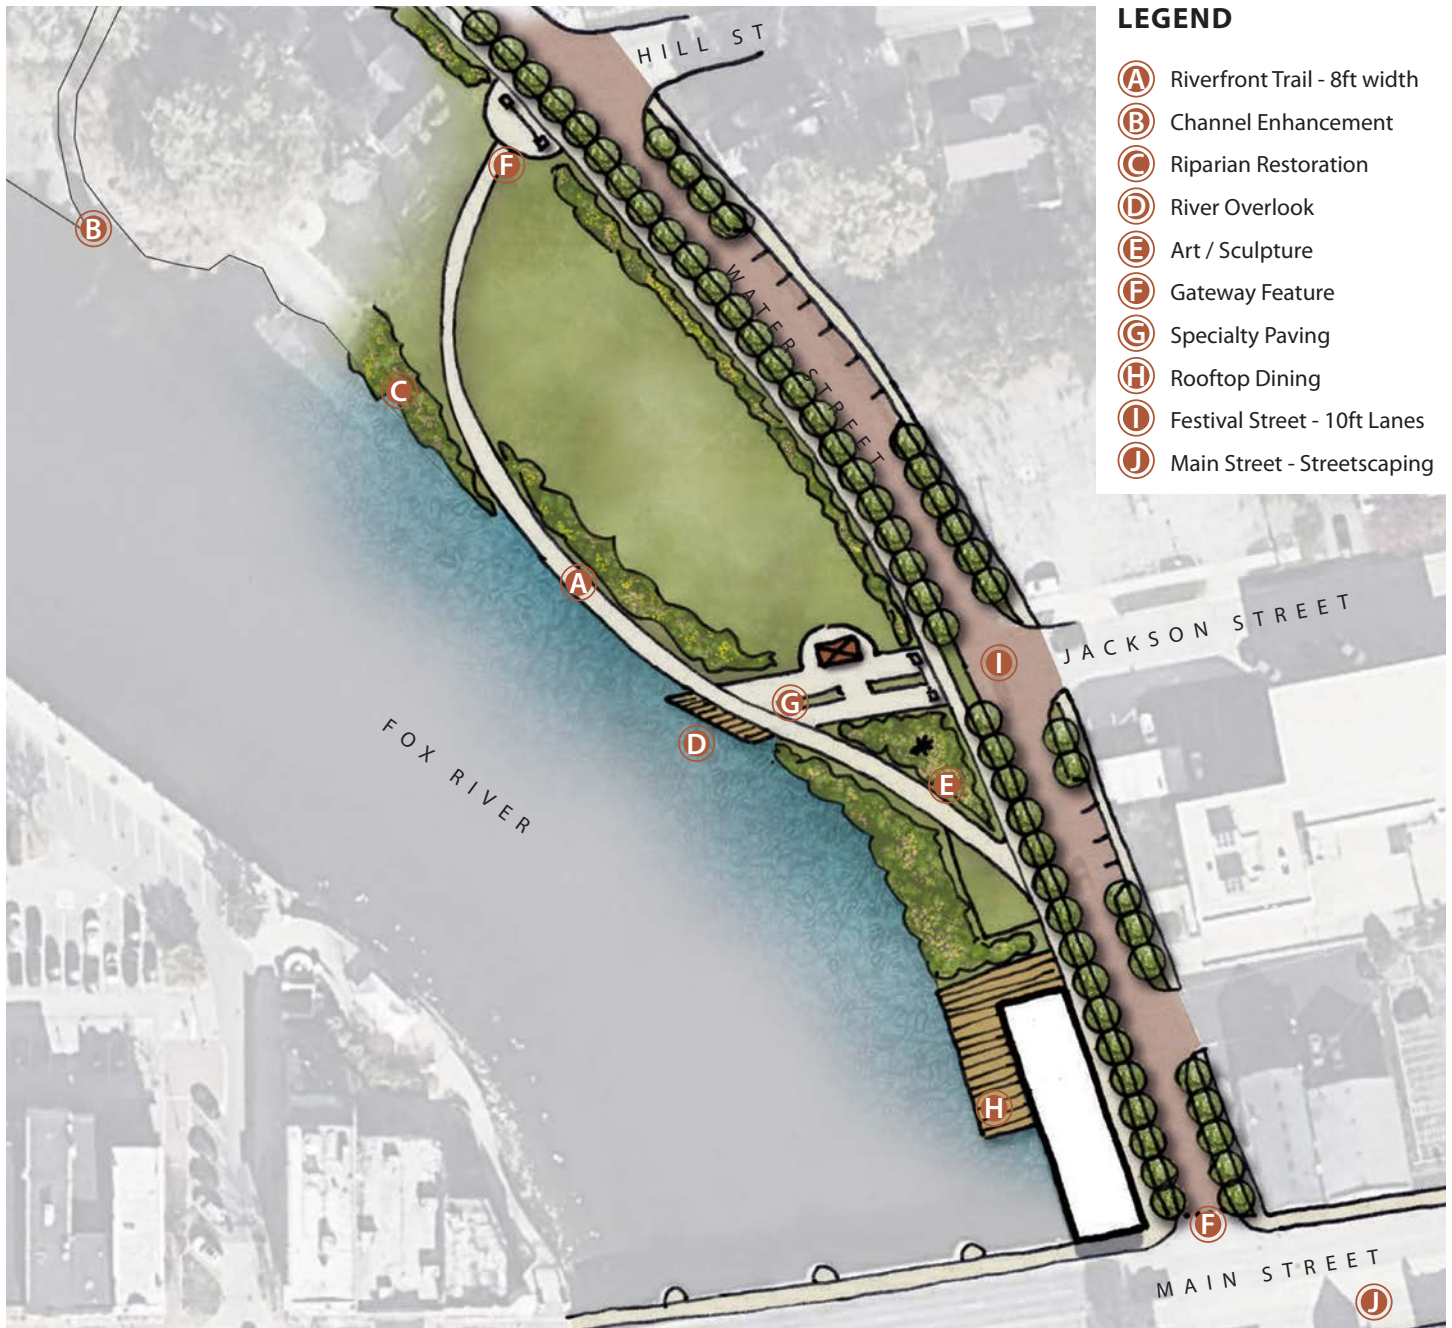 LEGEND
A Riverfront Trail - 8ft width
B Channel Enhancement
C Riparian Restoration
D River Overlook
E Art / Sculpture
F Gateway Feature
G Specialty Paving
H Rooftop Dining
I Festival Street - 10ft Lanes
J Main Street - Streetscaping
HILL ST
F
B
WATER STREET
C
A
JACKSON STREET
I
G
D
FOX RIVER
E
H
F
MAIN STREET
J